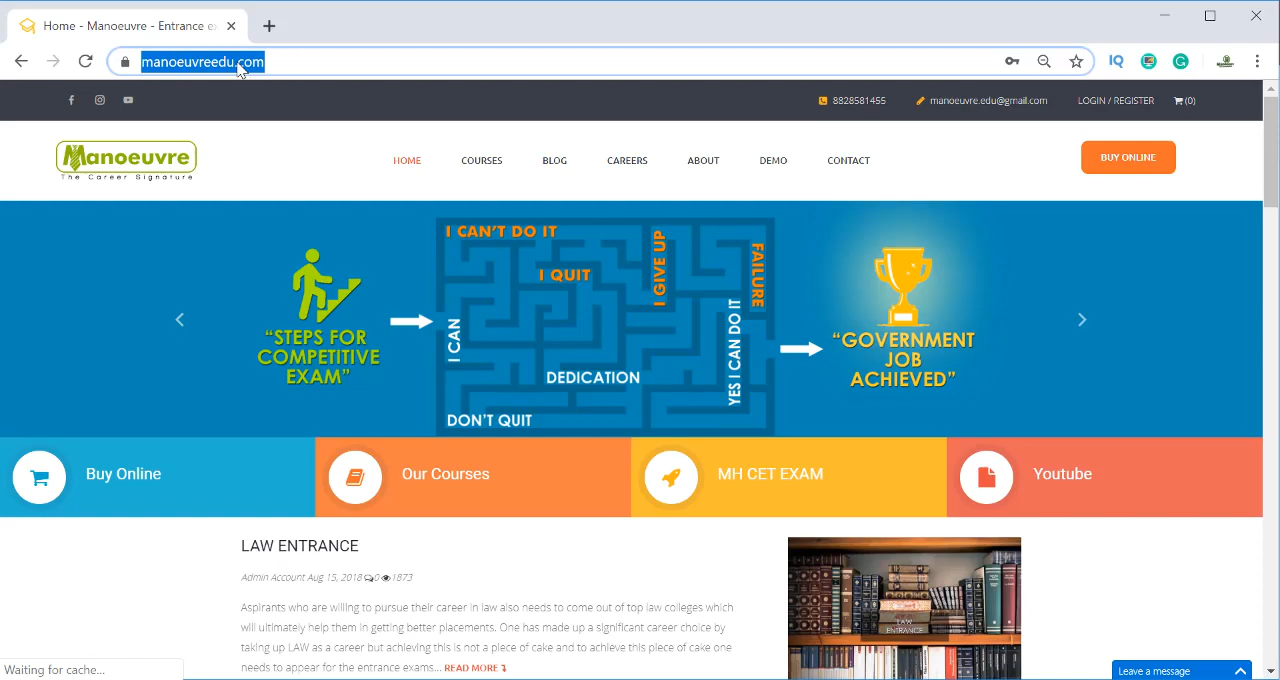 Home - Manoeuvre - Entrance e
manoeuvreedu.com
IQ
8828581455
manoeuvre.edu@gmail.com
LOGIN / REGISTER
(0)
Manoeuvre
The Career Signature
HOME
COURSES
BLOG
CAREERS
ABOUT
DEMO
CONTACT
BUY ONLINE
"STEPS FOR
COMPETITIVE
EXAM"
I CAN'T DO IT
I QUIT
I GIVE UP
FAILURE
I CAN
DEDICATION
YES I CAN DO IT
DON'T QUIT
"GOVERNMENT
JOB
ACHIEVED"
Buy Online
Our Courses
MH CET EXAM
Youtube
LAW ENTRANCE
Admin Account Aug 15, 2018 0 1873
Aspirants who are willing to pursue their career in law also needs to come out of top law colleges which
will ultimately help them in getting better placements. One has made up a significant career choice by
taking up LAW as a career but achieving this is not a piece of cake and to achieve this piece of cake one
needs to appear for the entrance exams... READ MORE
LAW
ENTRANCE
Waiting for cache...
Leave a message